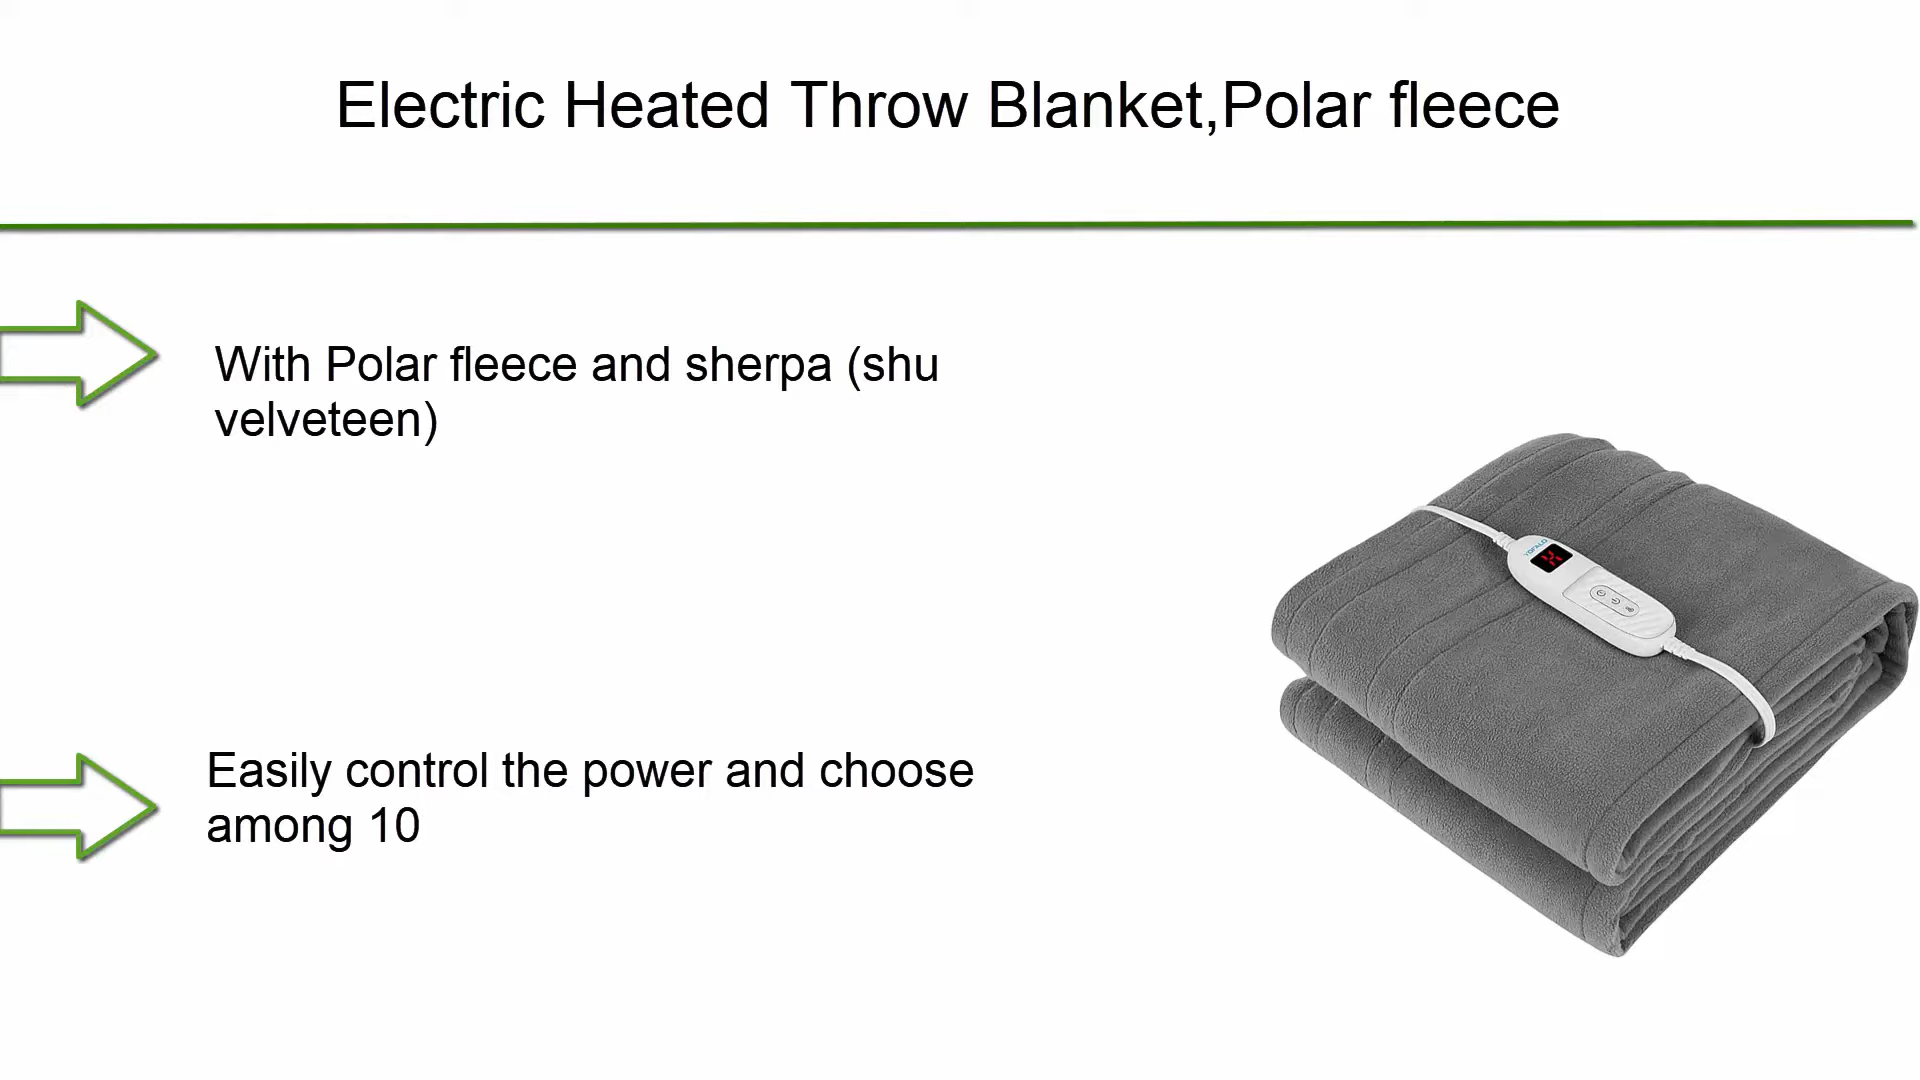 Electric Heated Throw Blanket,Polar fleece
With Polar fleece and sherpa (shu
velveteen)
Easily control the power and choose
among 10